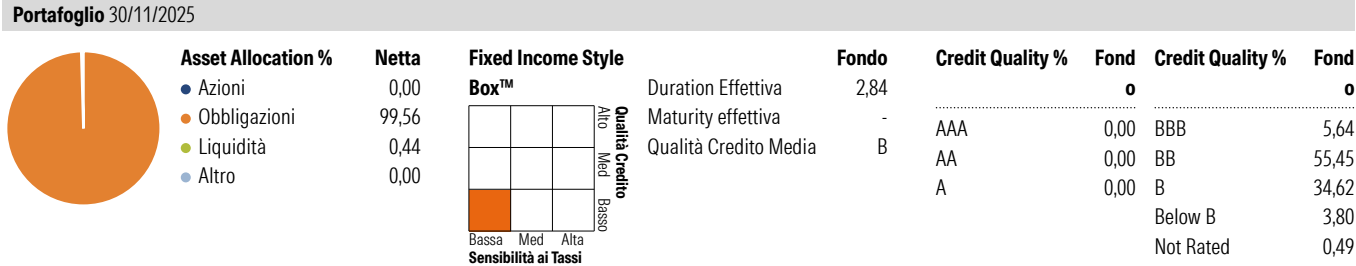 Portafoglio 30/11/2025
Asset Allocation % Netta
Azioni 0,00
Obbligazioni 99,56
Liquidità 0,44
Altro 0,00
Fixed Income Style
Box™
Alto Med Basso
Qualità Credito
Bassa Med Alta
Sensibilità ai Tassi
Fondo
Duration Effettiva 2,84
Maturity effettiva -
Qualità Credito Media B
Credit Quality % Fond
o
AAA 0,00
AA 0,00
A 0,00
Credit Quality % Fond
o
BBB 5,64
BB 55,45
B 34,62
Below B 3,80
Not Rated 0,49